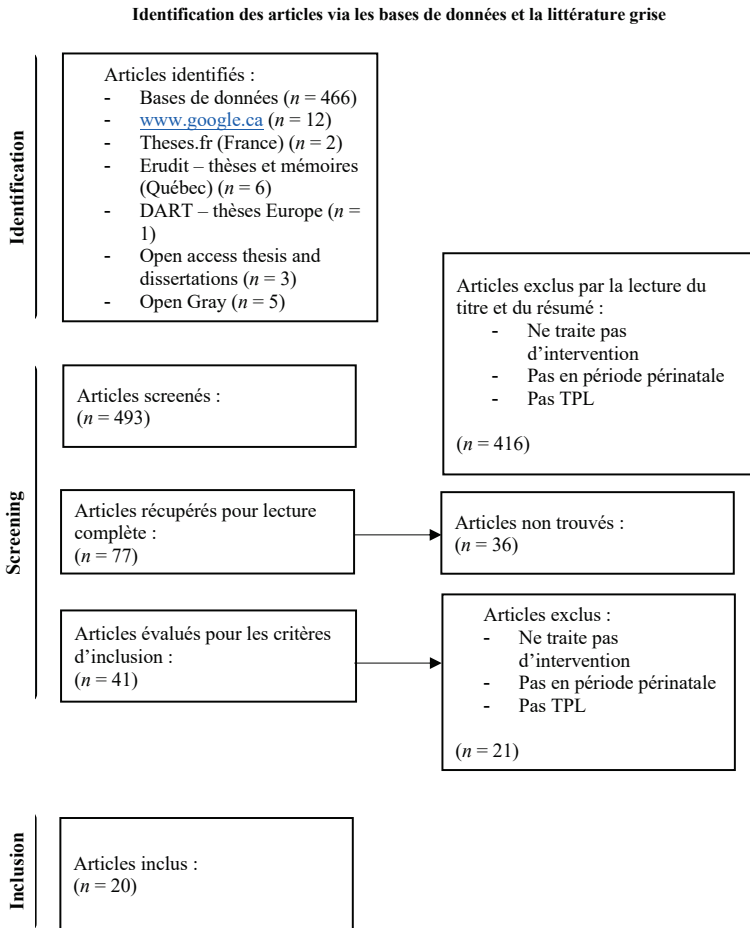 Identification des articles via les bases de données et la littérature grise
Identification
Articles identifiés :
- Bases de données (n = 466)
- www.google.ca (n = 12)
- Theses.fr (France) (n = 2)
- Erudit – thèses et mémoires
(Québec) (n = 6)
- DART – thèses Europe (n =
1)
- Open access thesis and
dissertations (n = 3)
- Open Gray (n = 5)
Articles exclus par la lecture du
titre et du résumé :
- Ne traite pas
d’intervention
- Pas en période périnatale
- Pas TPL
(n = 416)
Screening
Articles screenés :
(n = 493)
Articles récupérés pour lecture
complète :
(n = 77)
Articles non trouvés :
(n = 36)
Articles évalués pour les critères
d’inclusion :
(n = 41)
Articles exclus :
- Ne traite pas
d’intervention
- Pas en période périnatale
- Pas TPL
(n = 21)
Inclusion
Articles inclus :
(n = 20)